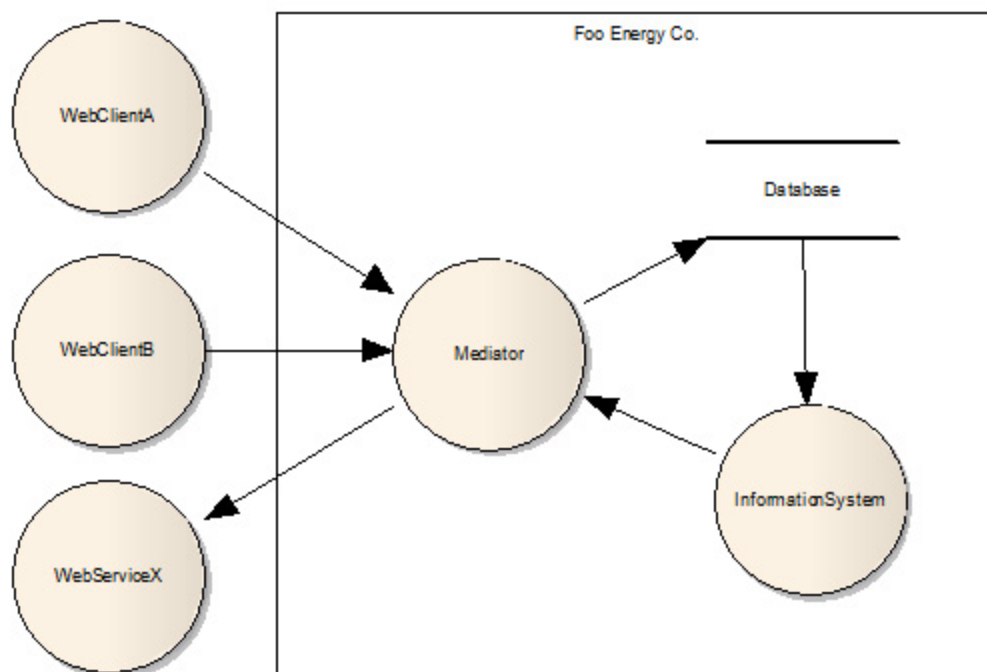 Foo Energy Co.
WebClientA
Database
WebClientB
Mediator
InformationSystem
WebServiceX